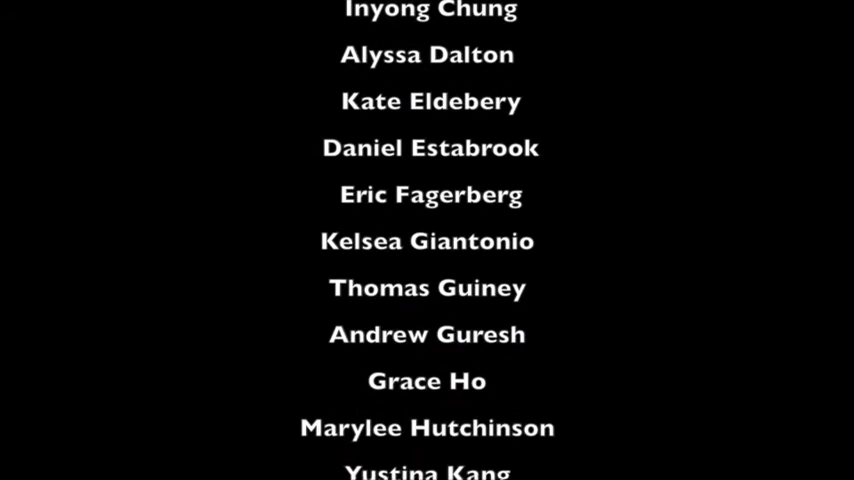 Inyong Chung
Alyssa Dalton
Kate Eldebery
Daniel Estabrook
Eric Fagerberg
Kelsea Giantonio
Thomas Guiney
Andrew Guresh
Grace Ho
Marylee Hutchinson
Yustina Kang